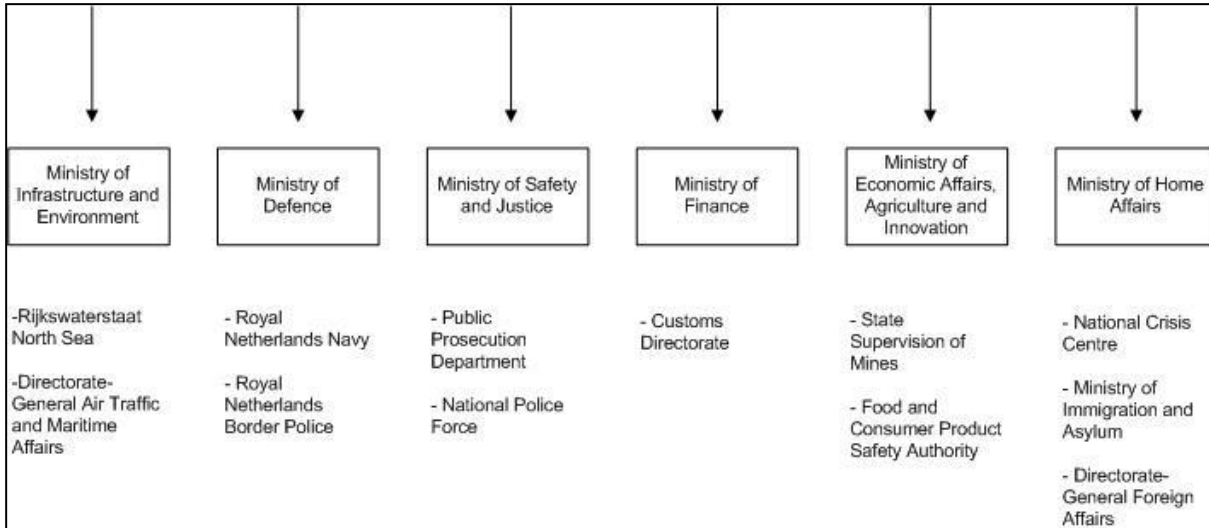 Ministry of
Infrastructure and
Environment
Ministry of
Defence
Ministry of Safety
and Justice
Ministry of
Finance
Ministry of
Economic Affairs,
Agriculture and
Innovation
Ministry of Home
Affairs
-Rijkswaterstaat
North Sea
-Directorate-
General Air Traffic
and Maritime
Affairs
- Royal
Netherlands Navy
- Royal
Netherlands
Border Police
- Public
Prosecution
Department
- National Police
Force
- Customs
Directorate
- State
Supervision of
Mines
- Food and
Consumer Product
Safety Authority
- National Crisis
Centre
- Ministry of
Immigration and
Asylum
- Directorate-
General Foreign
Affairs